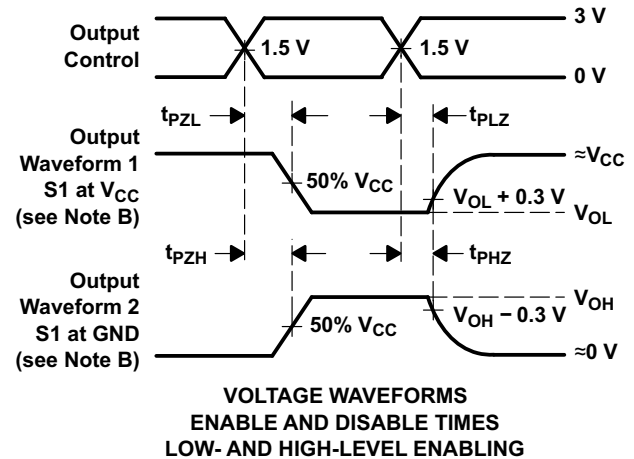 Output
Control
1.5 V
1.5 V
3 V
0 V
tPZL
tPLZ
Output
Waveform 1
S1 at VCC
(see Note B)
50% VCC
≈VCC
VOL + 0.3 V
VOL
tPZH
tPHZ
Output
Waveform 2
S1 at GND
(see Note B)
50% VCC
VOH
VOH − 0.3 V
≈0 V
VOLTAGE WAVEFORMS
ENABLE AND DISABLE TIMES
LOW- AND HIGH-LEVEL ENABLING